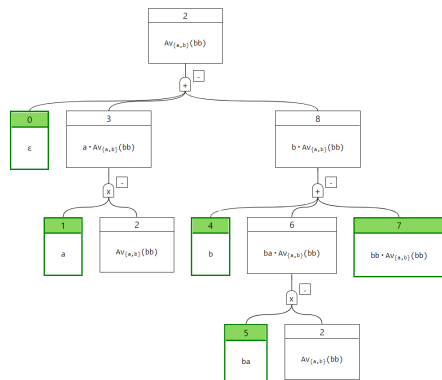 2
Av{a,b}(bb)
-
+
0
ε
3
a·Av{a,b}(bb)
8
b·Av{a,b}(bb)
-
x
-
+
1
a
2
Av{a,b}(bb)
4
b
6
ba·Av{a,b}(bb)
7
bb·Av{a,b}(bb)
-
x
5
ba
2
Av{a,b}(bb)